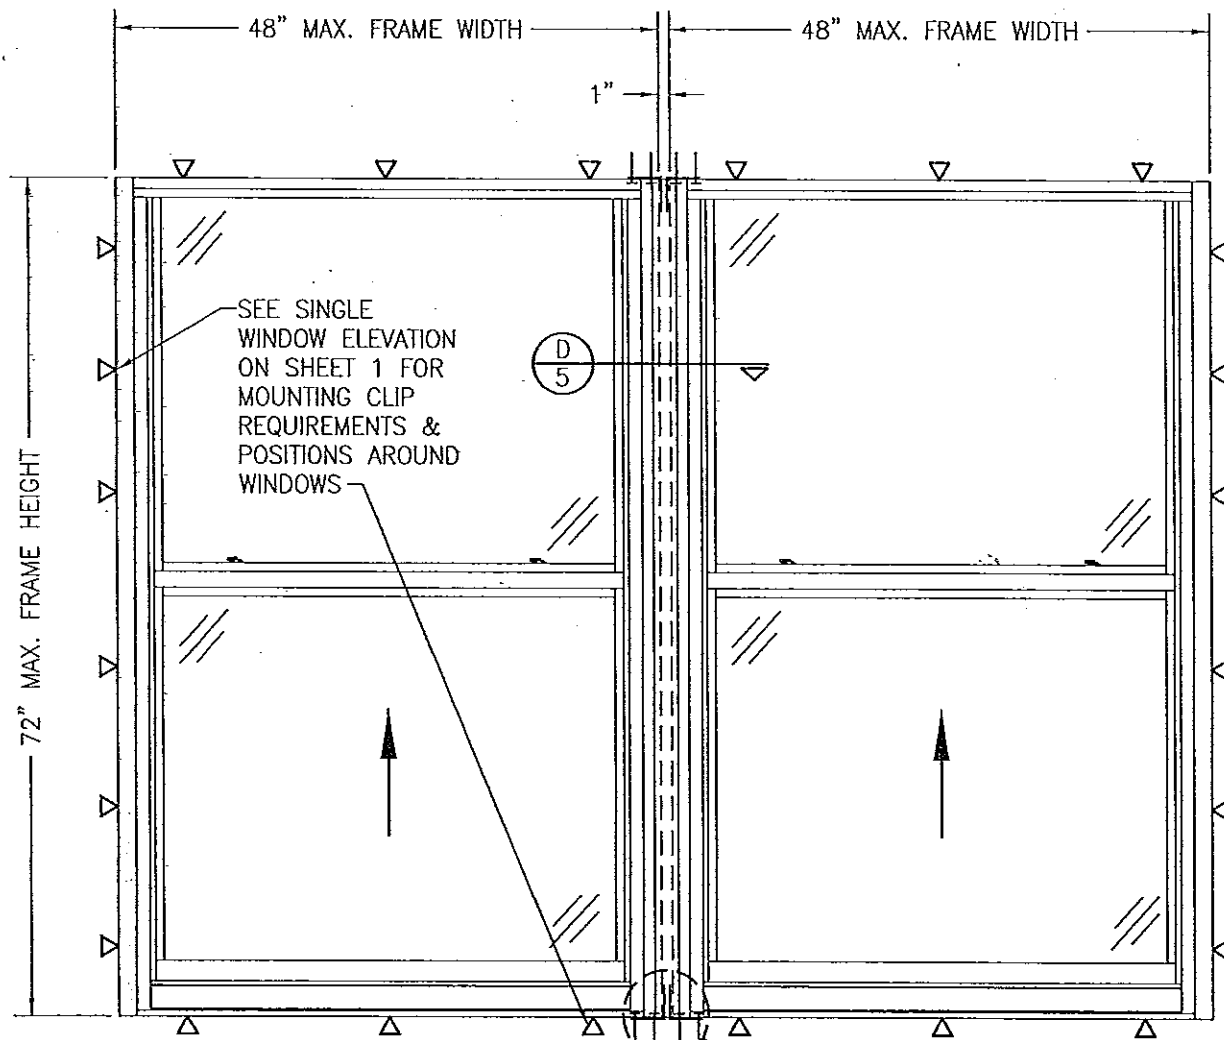 48" MAX. FRAME WIDTH
48" MAX. FRAME WIDTH
1"
SEE SINGLE
WINDOW ELEVATION
ON SHEET 1 FOR
MOUNTING CLIP
REQUIREMENTS &
POSITIONS AROUND
WINDOWS
D
5
72" MAX. FRAME HEIGHT